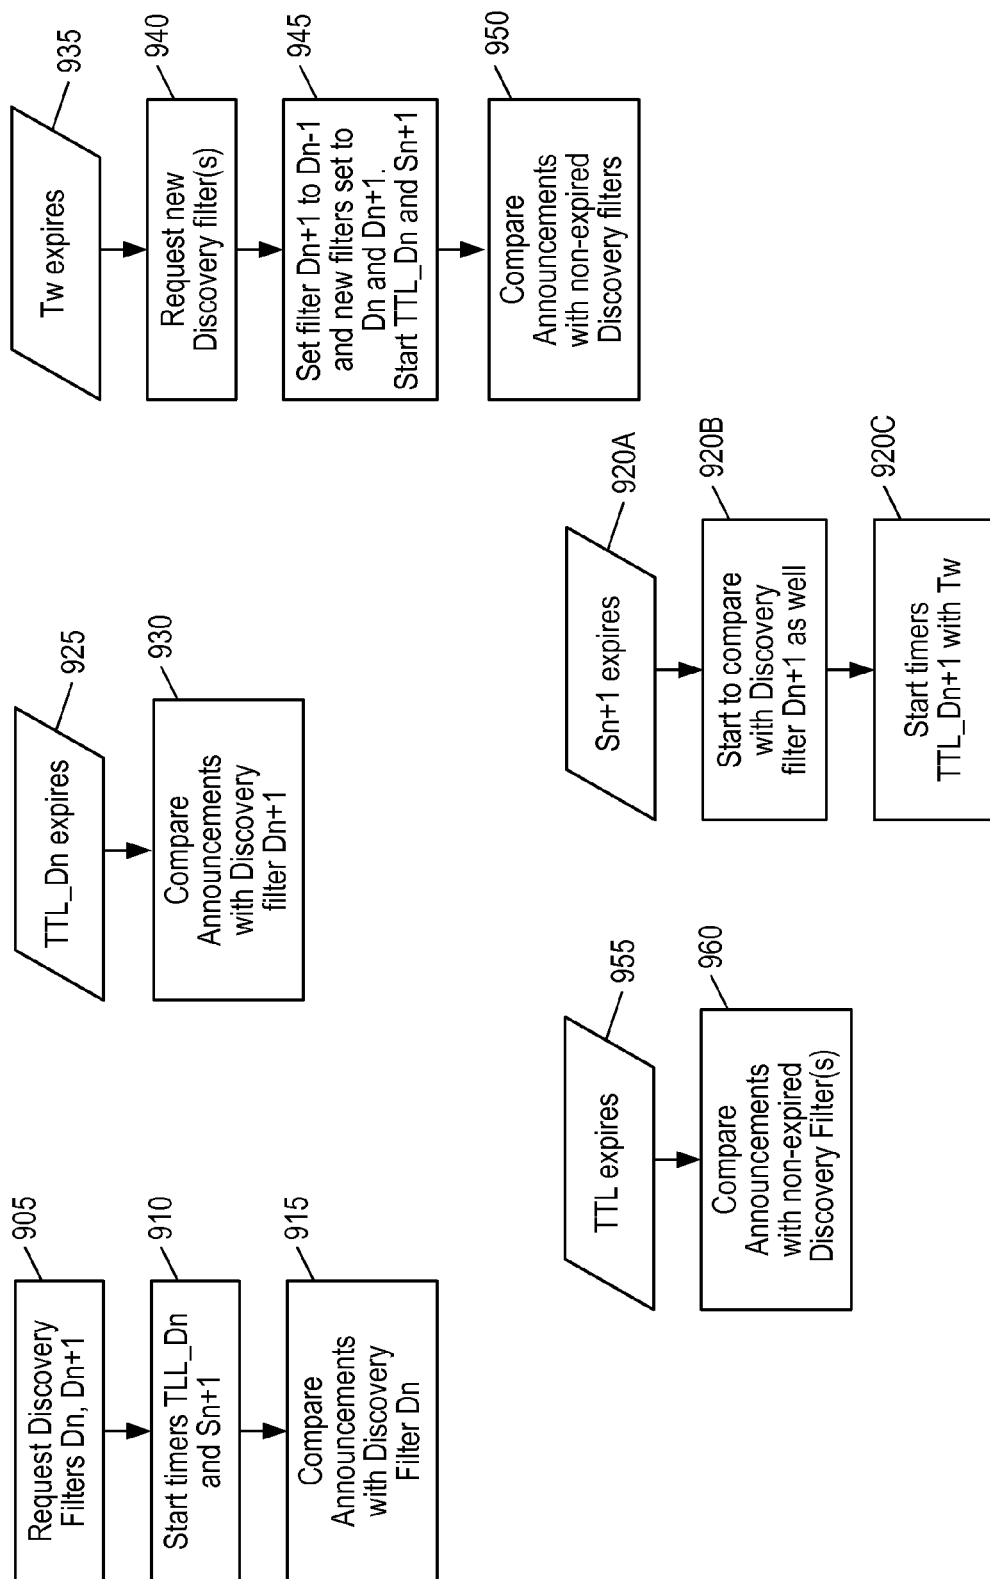 905
Request Discovery
Filters Dn, Dn+1
910
Start timers TLL_Dn
and Sn+1
915
Compare
Announcements
with Discovery
Filter Dn
925
TTL_Dn expires
930
Compare
Announcements
with Discovery
filter Dn+1
935
Tw expires
940
Request new
Discovery filter(s)
945
Set filter Dn+1 to Dn-1
and new filters set to
Dn and Dn+1.
Start TTL_Dn and Sn+1
950
Compare
Announcements
with non-expired
Discovery filters
955
TTL expires
960
Compare
Announcements
with non-expired
Discovery Filter(s)
920A
Sn+1 expires
920B
Start to compare
with Discovery
filter Dn+1 as well
920C
Start timers
TTL_Dn+1 with Tw